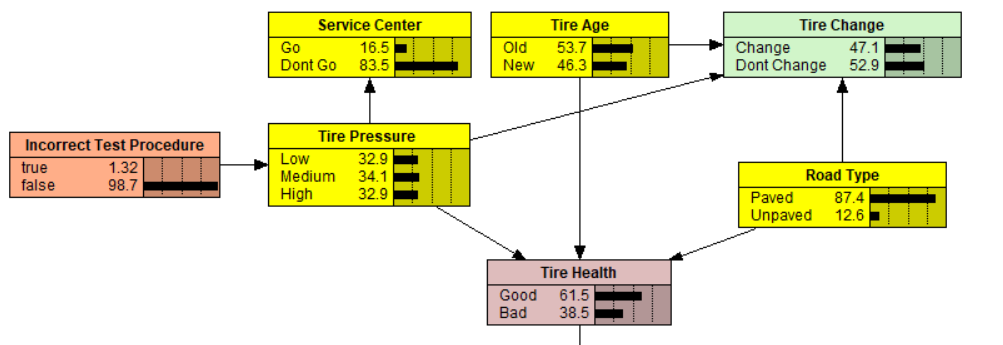 Service Center
Go 16.5
Dont Go 83.5
Tire Age
Old 53.7
New 46.3
Tire Change
Change 47.1
Dont Change 52.9
Incorrect Test Procedure
true 1.32
false 98.7
Tire Pressure
Low 32.9
Medium 34.1
High 32.9
Road Type
Paved 87.4
Unpaved 12.6
Tire Health
Good 61.5
Bad 38.5